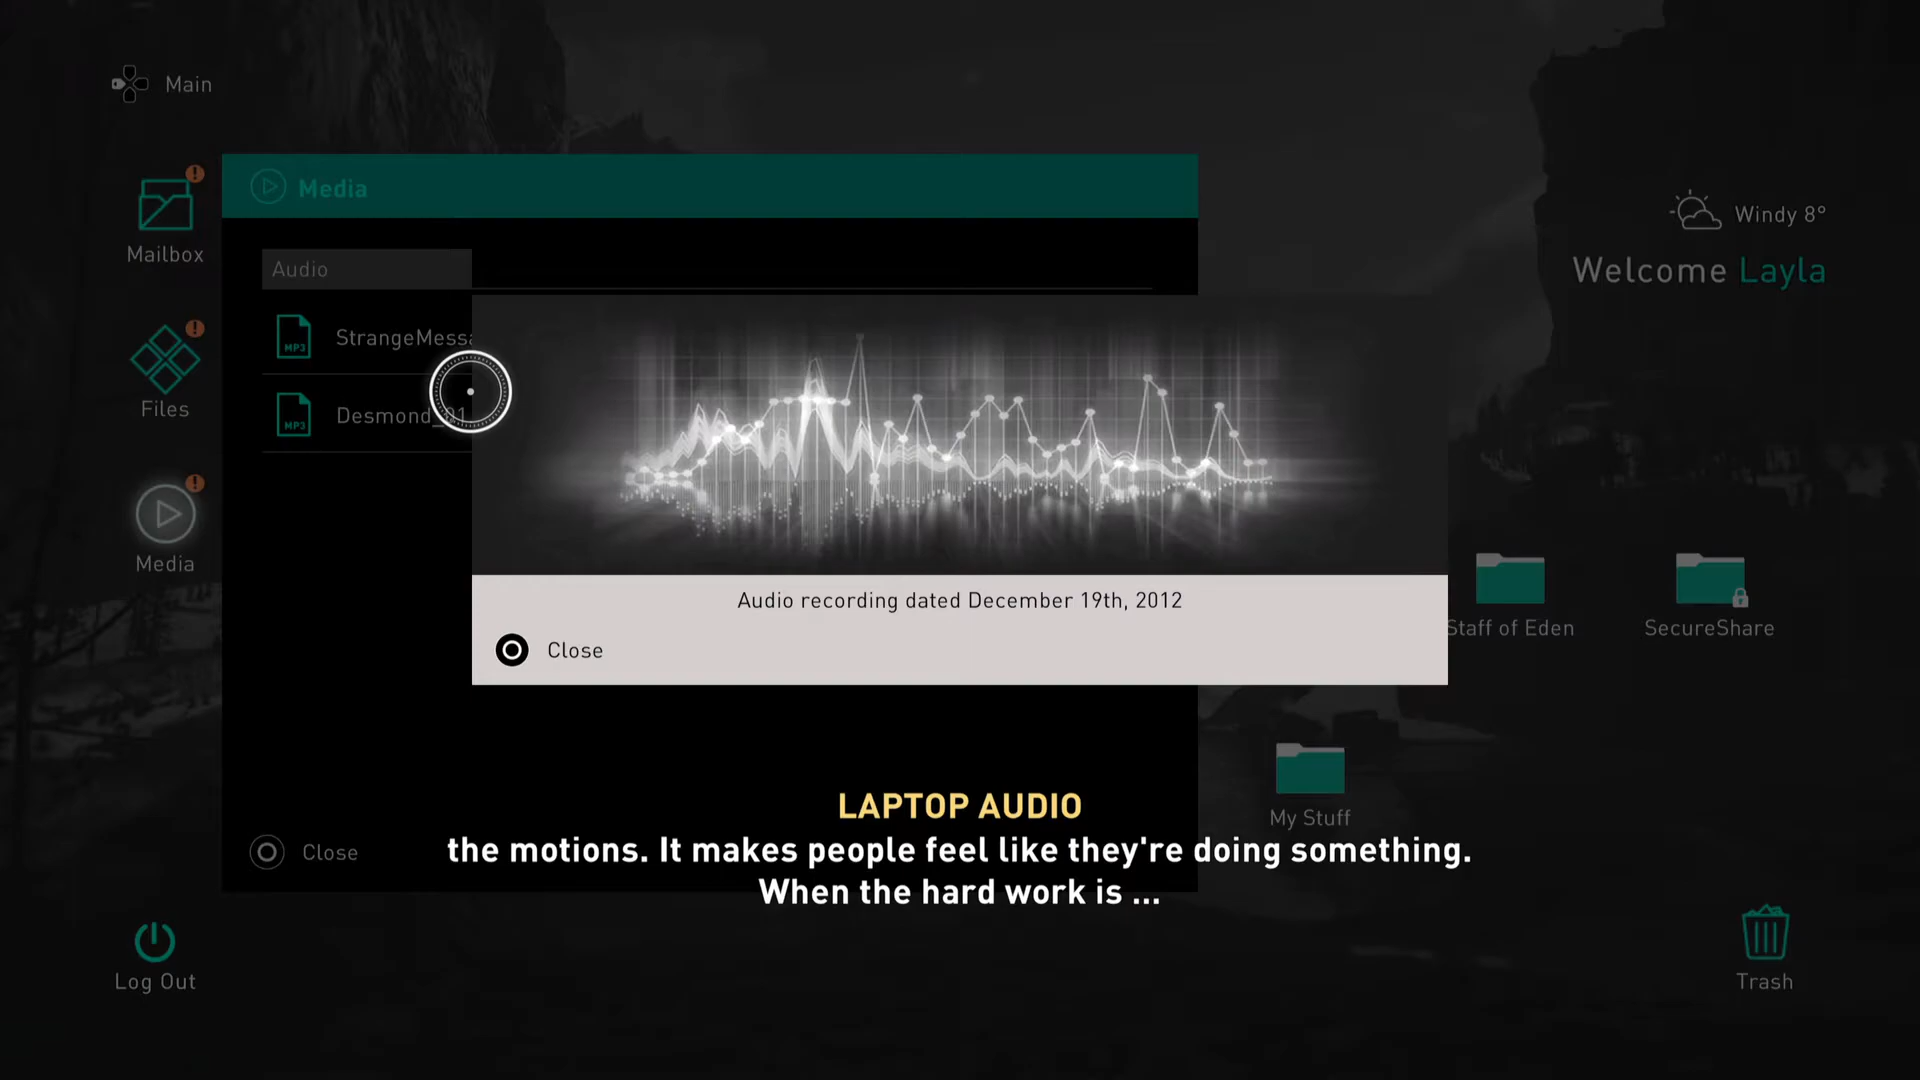 Main
Mailbox
Files
Media
Log Out
Media
Audio
MP3
StrangeMess
MP3
Desmond_01
Close
Audio recording dated December 19th, 2012
Close
LAPTOP AUDIO
the motions. It makes people feel like they're doing something.
When the hard work is ...
Windy 8°
Welcome Layla
Staff of Eden
SecureShare
My Stuff
Trash